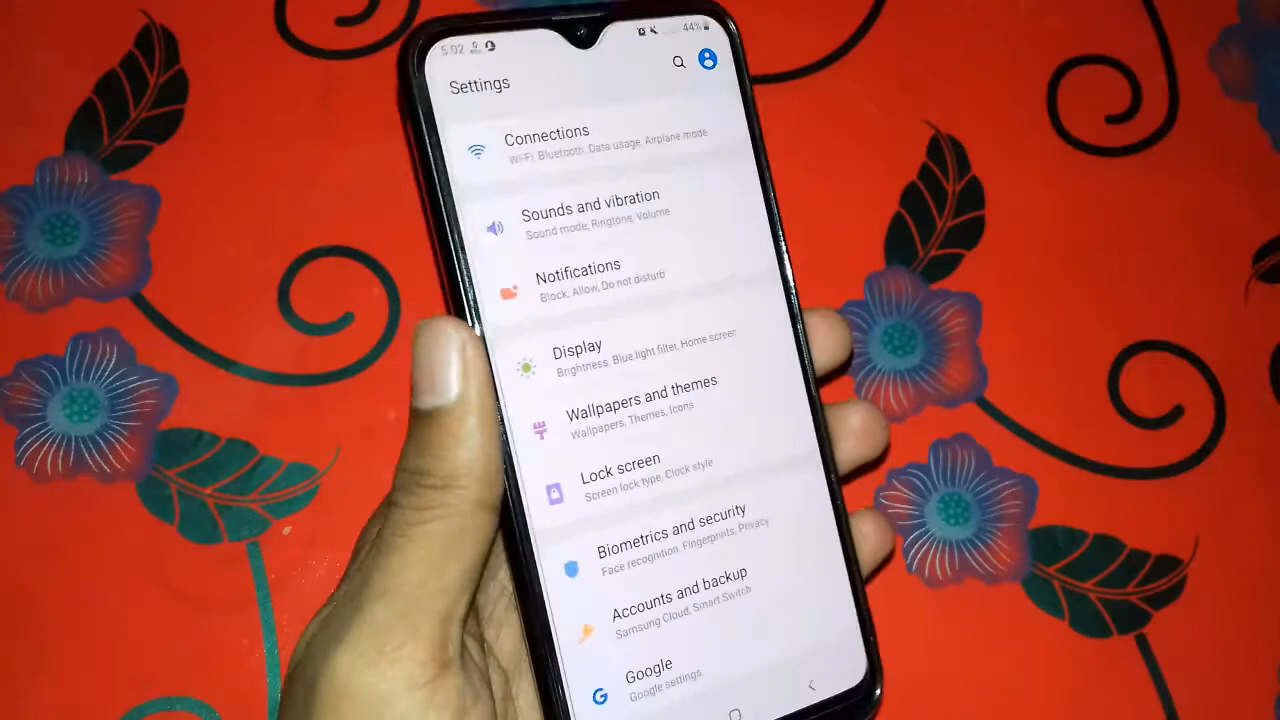 5:02
44%
Settings
Connections
Wi-Fi, Bluetooth, Data usage, Airplane mode
Sounds and vibration
Sound mode, Ringtone, Volume
Notifications
Block, Allow, Do not disturb
Display
Brightness, Blue light filter, Home screen
Wallpapers and themes
Wallpapers, Themes, Icons
Lock screen
Screen lock type, Clock style
Biometrics and security
Face recognition, Fingerprints, Privacy
Accounts and backup
Samsung Cloud, Smart Switch
Google
Google settings